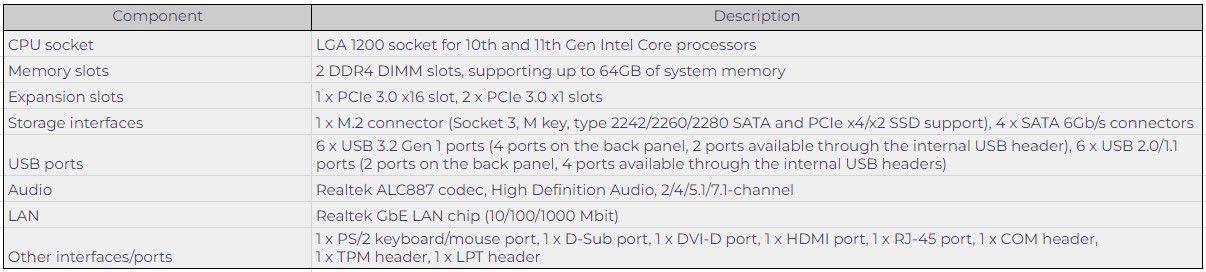 Component Description
CPU socket LGA 1200 socket for 10th and 11th Gen Intel Core processors
Memory slots 2 DDR4 DIMM slots, supporting up to 64GB of system memory
Expansion slots 1 x PCIe 3.0 x16 slot, 2 x PCIe 3.0 x1 slots
Storage interfaces 1 x M.2 connector (Socket 3, M key, type 2242/2260/2280 SATA and PCIe x4/x2 SSD support), 4 x SATA 6Gb/s connectors
6 x USB 3.2 Gen 1 ports (4 ports on the back panel, 2 ports available through the internal USB header), 6 x USB 2.0/1.1
USB ports ports (2 ports on the back panel, 4 ports available through the internal USB headers)
Audio Realtek ALC887 codec, High Definition Audio, 2/4/5.1/7.1-channel
LAN Realtek GbE LAN chip (10/100/1000 Mbit)
1 x PS/2 keyboard/mouse port, 1 x D-Sub port, 1 x DVI-D port, 1 x HDMI port, 1 x RJ-45 port, 1 x COM header,
Other interfaces/ports 1 x TPM header, 1 x LPT header